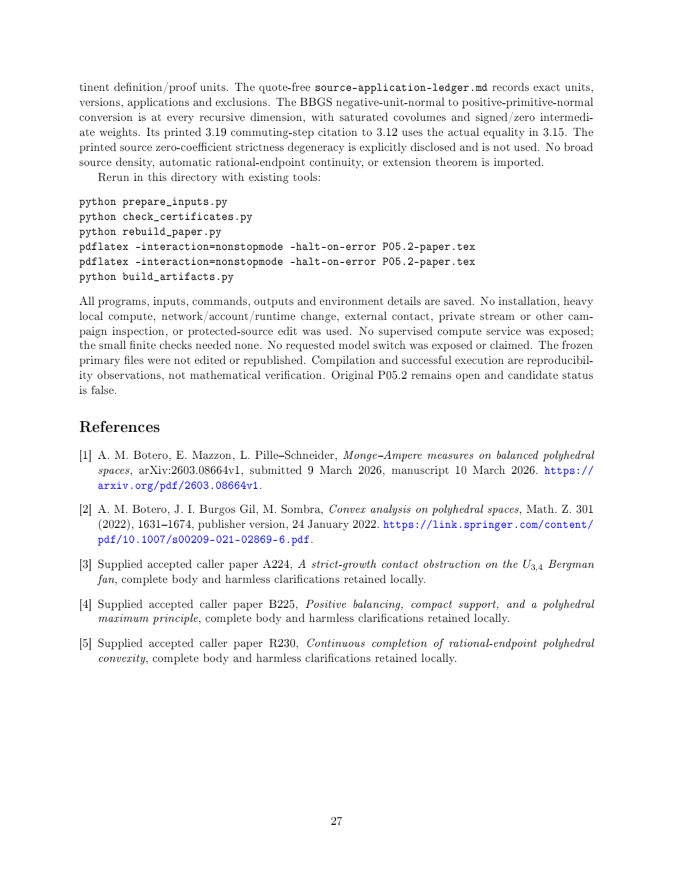 tinent definition/proof units. The quote-free source-application-ledger.md records exact units,
versions, applications and exclusions. The BBGS negative-unit-normal to positive-primitive-normal
conversion is at every recursive dimension, with saturated covolumes and signed/zero intermedi-
ate weights. Its printed 3.19 commuting-step citation to 3.12 uses the actual equality in 3.15. The
printed source zero-coefficient strictness degeneracy is explicitly disclosed and is not used. No broad
source density, automatic rational-endpoint continuity, or extension theorem is imported.
Rerun in this directory with existing tools:
python prepare_inputs.py
python check_certificates.py
python rebuild_paper.py
pdflatex -interaction=nonstopmode -halt-on-error P05.2-paper.tex
pdflatex -interaction=nonstopmode -halt-on-error P05.2-paper.tex
python build_artifacts.py
All programs, inputs, commands, outputs and environment details are saved. No installation, heavy
local compute, network/account/runtime change, external contact, private stream or other cam-
paign inspection, or protected-source edit was used. No supervised compute service was exposed;
the small finite checks needed none. No requested model switch was exposed or claimed. The frozen
primary files were not edited or republished. Compilation and successful execution are reproducibil-
ity observations, not mathematical verification. Original P05.2 remains open and candidate status
is false.
References
[1] A. M. Botero, E. Mazzon, L. Pille–Schneider, Monge–Ampere measures on balanced polyhedral
spaces, arXiv:2603.08664v1, submitted 9 March 2026, manuscript 10 March 2026. https://
arxiv.org/pdf/2603.08664v1.
[2] A. M. Botero, J. I. Burgos Gil, M. Sombra, Convex analysis on polyhedral spaces, Math. Z. 301
(2022), 1631–1674, publisher version, 24 January 2022. https://link.springer.com/content/
pdf/10.1007/s00209-021-02869-6.pdf.
[3] Supplied accepted caller paper A224, A strict-growth contact obstruction on the U3,4 Bergman
fan, complete body and harmless clarifications retained locally.
[4] Supplied accepted caller paper B225, Positive balancing, compact support, and a polyhedral
maximum principle, complete body and harmless clarifications retained locally.
[5] Supplied accepted caller paper R230, Continuous completion of rational-endpoint polyhedral
convexity, complete body and harmless clarifications retained locally.
27